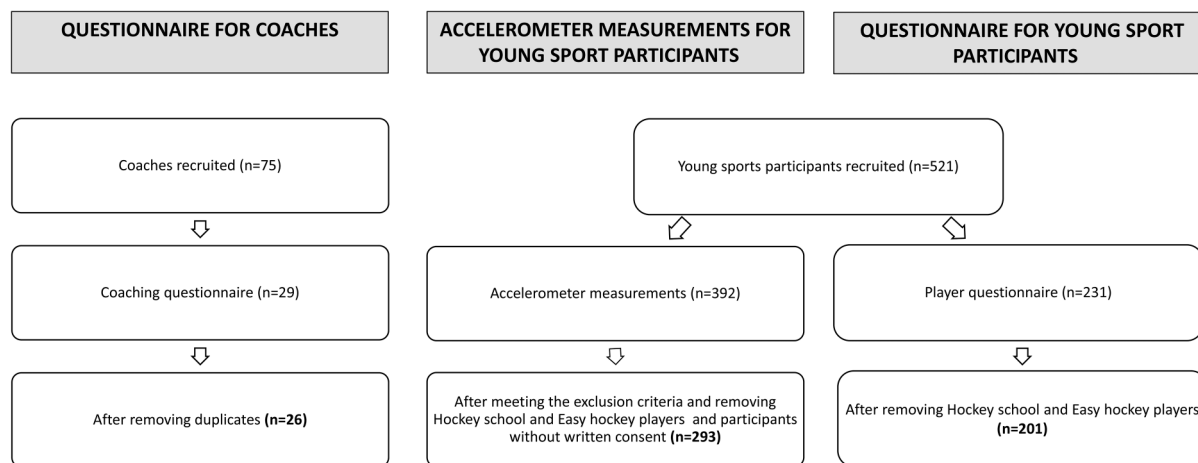 QUESTIONNAIRE FOR COACHES
ACCELEROMETER MEASUREMENTS FOR
YOUNG SPORT PARTICIPANTS
QUESTIONNAIRE FOR YOUNG SPORT
PARTICIPANTS
Coaches recruited (n=75)
Young sports participants recruited (n=521)
Coaching questionnaire (n=29)
Accelerometer measurements (n=392)
Player questionnaire (n=231)
After removing duplicates (n=26)
After meeting the exclusion criteria and removing
Hockey school and Easy hockey players and participants
without written consent (n=293)
After removing Hockey school and Easy hockey players
(n=201)